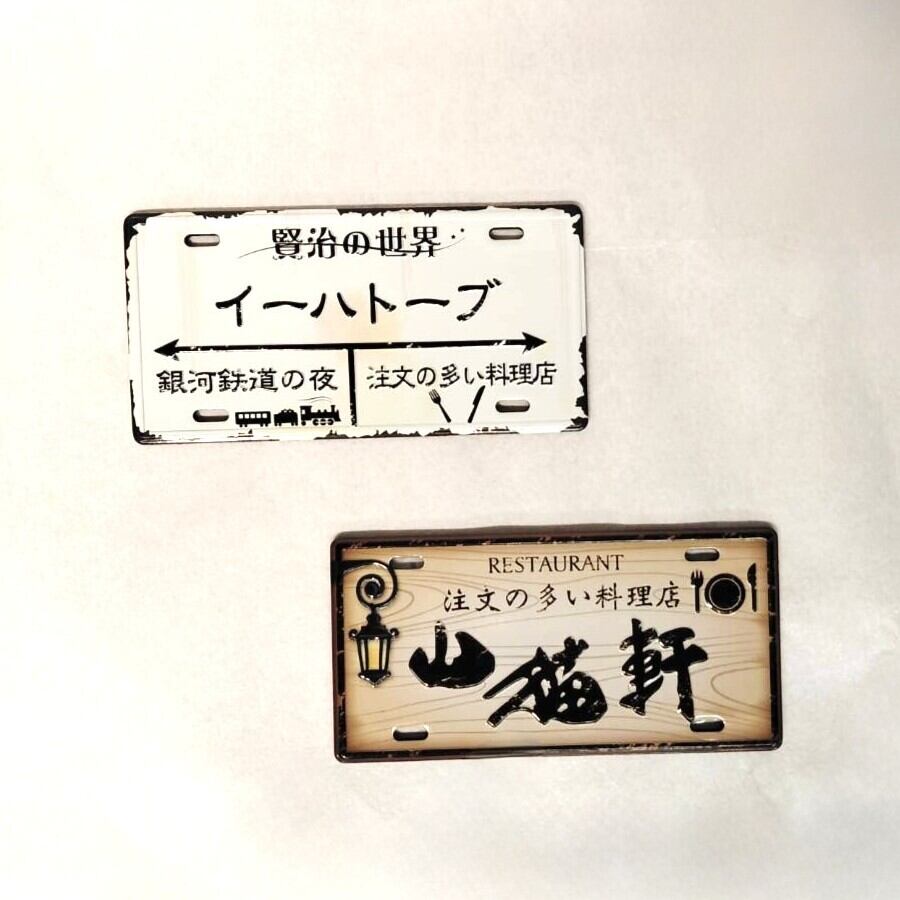 賢治の世界
イーハトーブ
銀河鉄道の夜
注文の多い料理店
RESTAURANT
注文の多い料理店
山猫軒